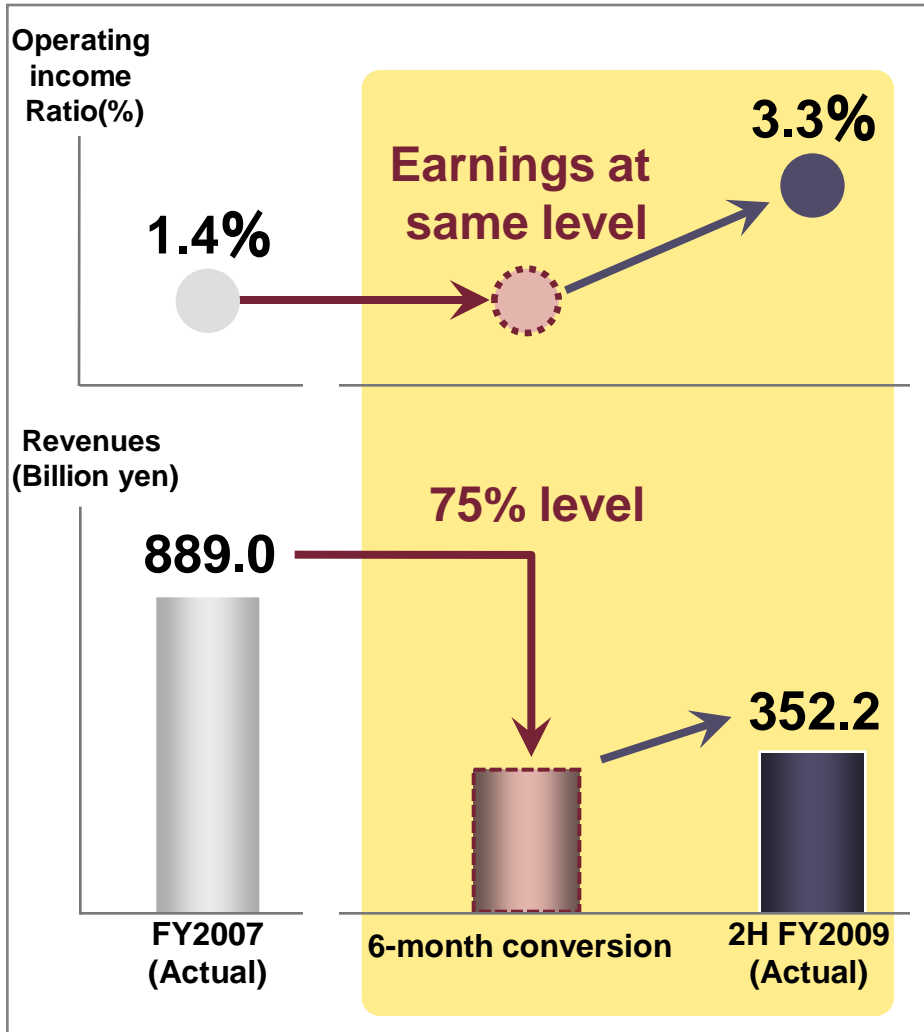 Operating
income
Ratio(%)
3.3%
Earnings at
same level
1.4%
Revenues
(Billion yen)
75% level
889.0
352.2
FY2007
(Actual)
6-month conversion
2H FY2009
(Actual)